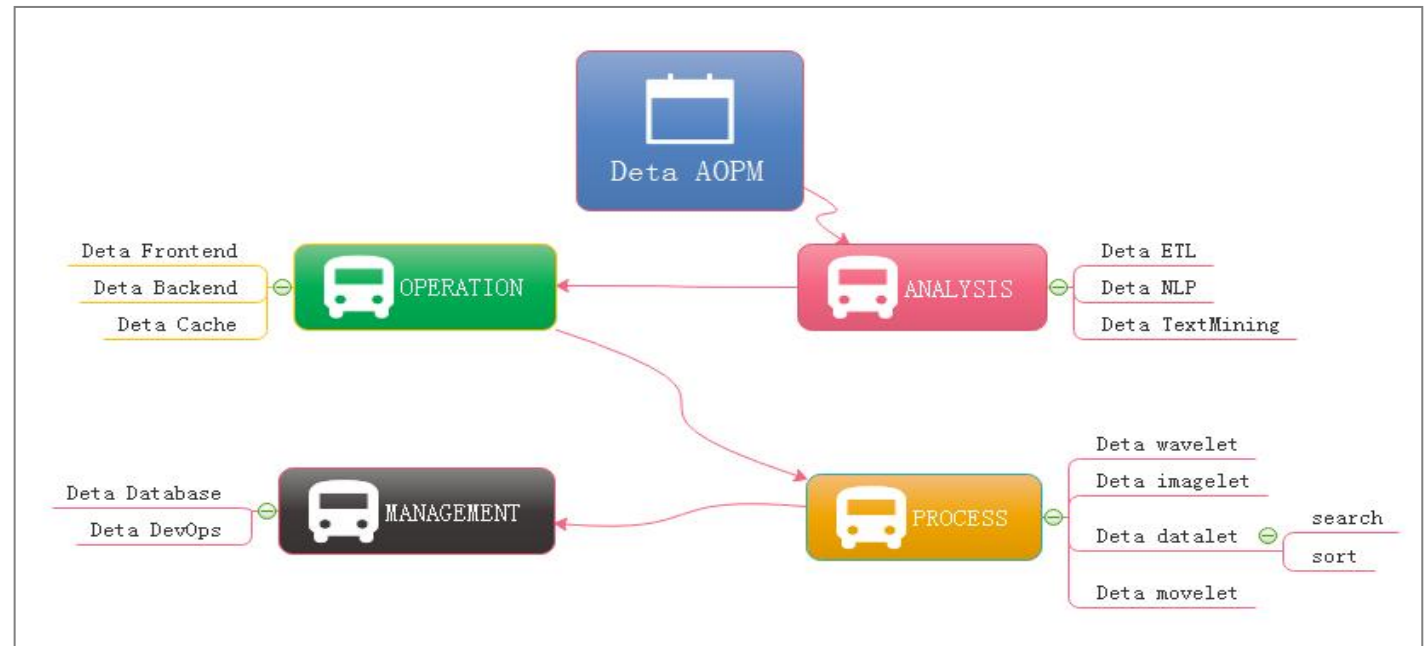 Deta AOPM
OPERATION
Deta Frontend
Deta Backend
Deta Cache
ANALYSIS
Deta ETL
Deta NLP
Deta TextMining
MANAGEMENT
Deta Database
Deta DevOps
PROCESS
Deta wavelet
Deta imagelet
Deta datalet
search
sort
Deta movelet